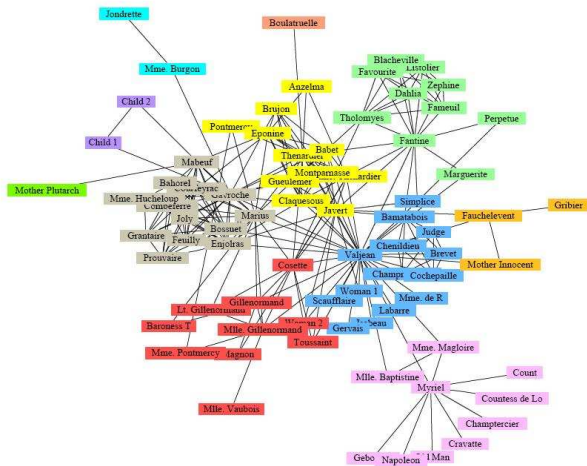 Jondrette
Boulatruelle
Blacheville
Listolier
Favourite
Mme. Burgon
Zephine
Anzelma
Dahlia
Child 2
Brujon
Fameuil
Tholomyes
Perpetue
Pontmercy
Eponine
Child 1
Babet
Fantine
Thenardier
Mabeuf
Montparnasse
Marguerite
Gueulemer
Mother Plutarch
Bahorel
Gavroche
Mme. Hucheloup
Claquesous
Simplice
Gribier
Combeferre
Javert
Marius
Bamatabois
Fauchelevent
Joly
Bossuet
Judge
Grantaire
Feuilly
Enjolras
Chenildieu
Brevet
Prouvaire
Valjean
Cosette
Mother Innocent
Cochepaille
Woman 1
Mme. de R
Gillenormand
Scaufflaire
Lt. Gillenormand
Labarre
Baroness T
Mlle. Gillenormand
Woman 2
Gervais
Toussaint
Mme. Pontmercy
Mme. Magloire
Mlle. Baptistine
Count
Myriel
Countess de Lo
Mlle. Vaubois
Champtercier
Cravatte
Napoleon